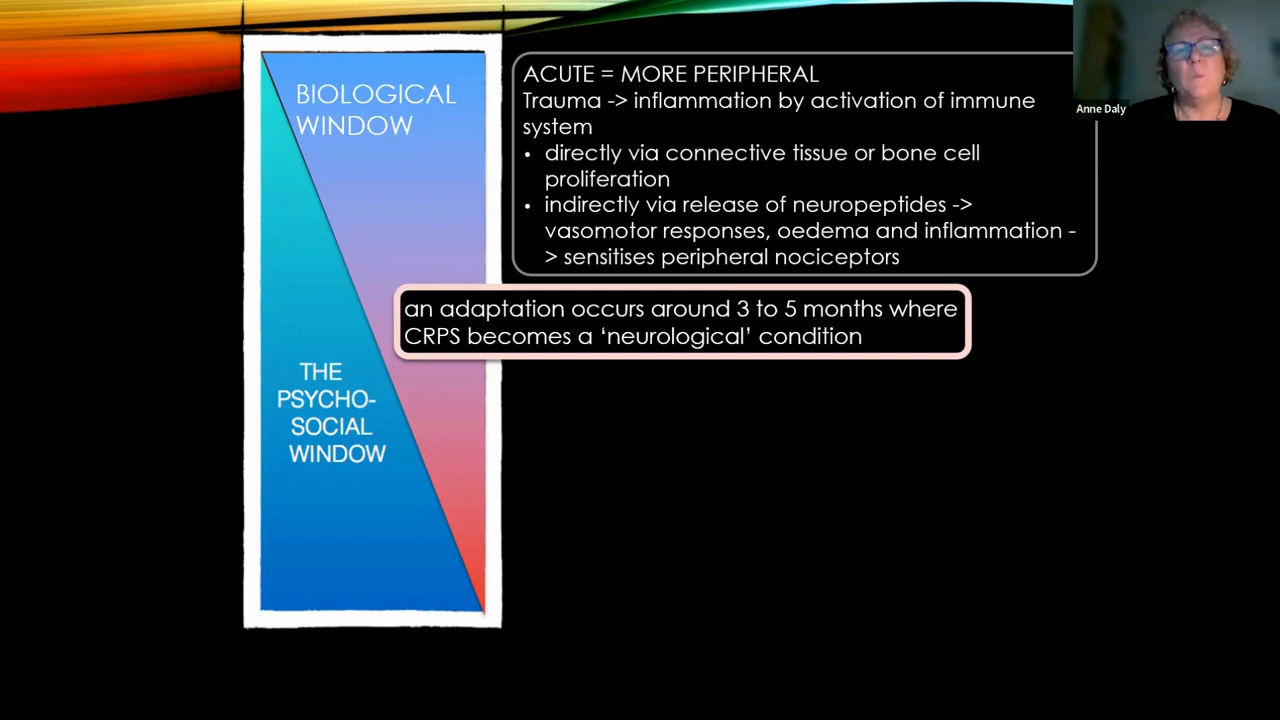 BIOLOGICAL
WINDOW
THE
PSYCHO-
SOCIAL
WINDOW
ACUTE = MORE PERIPHERAL
Trauma -> inflammation by activation of immune
system
• directly via connective tissue or bone cell
proliferation
• indirectly via release of neuropeptides ->
vasomotor responses, oedema and inflammation -
> sensitises peripheral nociceptors
an adaptation occurs around 3 to 5 months where
CRPS becomes a ‘neurological’ condition
Anne Daly